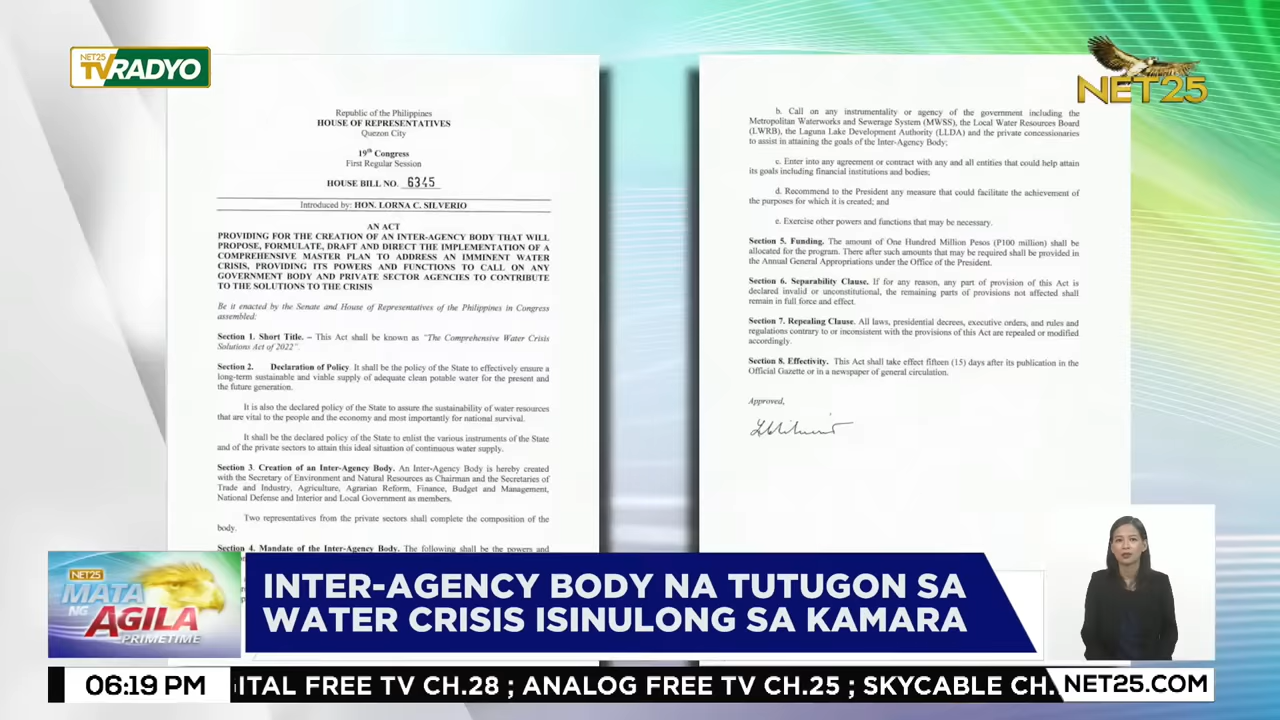 NET25
TVRADYO
NET25
Republic of the Philippines
HOUSE OF REPRESENTATIVES
Quezon City
19th Congress
First Regular Session
HOUSE BILL NO. 6345
Introduced by: HON. LORNA C. SILVERIO
AN ACT
PROVIDING FOR THE CREATION OF AN INTER-AGENCY BODY THAT WILL
PROPOSE, FORMULATE, DRAFT AND DIRECT THE IMPLEMENTATION OF A
COMPREHENSIVE MASTER PLAN TO ADDRESS AN IMMINENT WATER
CRISIS, PROVIDING ITS POWERS AND FUNCTIONS TO CALL ON ANY
GOVERNMENT BODY AND PRIVATE SECTOR AGENCIES TO CONTRIBUTE
TO THE SOLUTIONS TO THE CRISIS
Be it enacted by the Senate and House of Representatives of the Philippines in Congress
assembled:
Section 1. Short Title. – This Act shall be known as "The Comprehensive Water Crisis
Solutions Act of 2022".
Section 2. Declaration of Policy. It shall be the policy of the State to effectively ensure a
long-term sustainable and viable supply of adequate clean potable water for the present and
the future generation.
It is also the declared policy of the State to assure the sustainability of water resources
that are vital to the people and the economy and most importantly for national survival.
It shall be the declared policy of the State to enlist the various instruments of the State
and of the private sectors to attain this ideal situation of continuous water supply.
Section 3. Creation of an Inter-Agency Body. An Inter-Agency Body is hereby created
with the Secretary of Environment and Natural Resources as Chairman and the Secretaries of
Trade and Industry, Agriculture, Agrarian Reform, Finance, Budget and Management,
National Defense and Interior and Local Government as members.
Two representatives from the private sectors shall complete the composition of the
body.
Section 4. Mandate of the Inter-Agency Body. The following shall be the powers and
b. Call on any instrumentality or agency of the government including the
Metropolitan Waterworks and Sewerage System (MWSS), the Local Water Resources Board
(LWRB), the Laguna Lake Development Authority (LLDA) and the private concessionaries
to assist in attaining the goals of the Inter-Agency Body;
c. Enter into any agreement or contract with any and all entities that could help attain
its goals including financial institutions and bodies;
d. Recommend to the President any measure that could facilitate the achievement of
the purposes for which it is created; and
e. Exercise other powers and functions that may be necessary.
Section 5. Funding. The amount of One Hundred Million Pesos (P100 million) shall be
allocated for the program. There after such amounts that may be required shall be provided in
the Annual General Appropriations under the Office of the President.
Section 6. Separability Clause. If for any reason, any part of provision of this Act is
declared invalid or unconstitutional, the remaining parts of provisions not affected shall
remain in full force and effect.
Section 7. Repealing Clause. All laws, presidential decrees, executive orders, and rules and
regulations contrary to or inconsistent with the provisions of this Act are repealed or modified
accordingly.
Section 8. Effectivity. This Act shall take effect fifteen (15) days after its publication in the
Official Gazette or in a newspaper of general circulation.
Approved,
NET25
MATA
NG
AGILA
PRIMETIME
INTER-AGENCY BODY NA TUTUGON SA
WATER CRISIS ISINULONG SA KAMARA
06:19 PM
ITAL FREE TV CH.28 ; ANALOG FREE TV CH.25 ; SKYCABLE CH.
NET25.COM